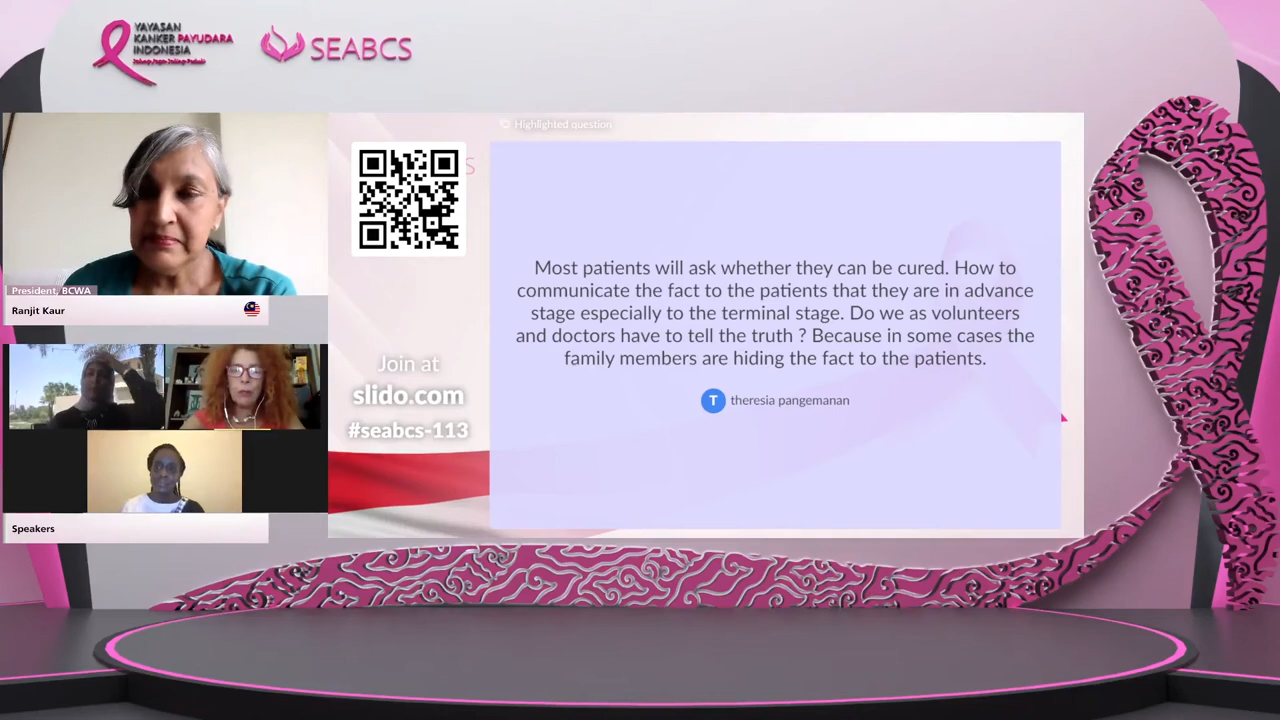 YAYASAN
KANKER PAYUDARA
INDONESIA
SEABCS
Highlighted question
S
President, BCWA
Ranjit Kaur
Most patients will ask whether they can be cured. How to
communicate the fact to the patients that they are in advance
stage especially to the terminal stage. Do we as volunteers
and doctors have to tell the truth ? Because in some cases the
family members are hiding the fact to the patients.
T theresia pangemanan
Join at
slido.com
#seabcs-113
Speakers